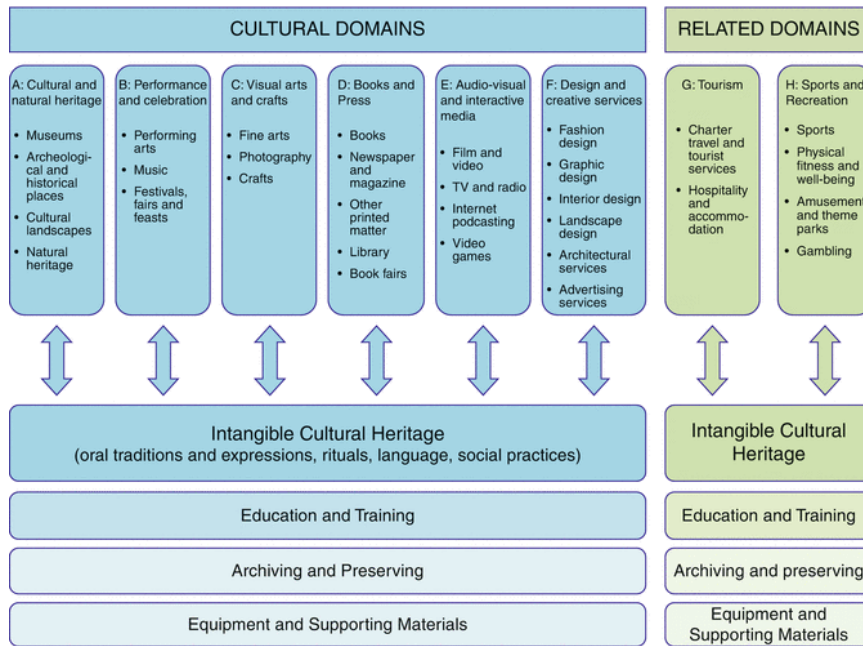 CULTURAL DOMAINS
RELATED DOMAINS
A: Cultural and
natural heritage
• Museums
• Archeologi-
cal and
historical
places
• Cultural
landscapes
• Natural
heritage
B: Performance
and celebration
• Performing
arts
• Music
• Festivals,
fairs and
feasts
C: Visual arts
and crafts
• Fine arts
• Photography
• Crafts
D: Books and
Press
• Books
• Newspaper
and
magazine
• Other
printed
matter
• Library
• Book fairs
E: Audio-visual
and interactive
media
• Film and
video
• TV and radio
• Internet
podcasting
• Video
games
F: Design and
creative services
• Fashion
design
• Graphic
design
• Interior design
• Landscape
design
• Architectural
services
• Advertising
services
G: Tourism
• Charter
travel and
tourist
services
• Hospitality
and
accommo-
dation
H: Sports and
Recreation
• Sports
• Physical
fitness and
well-being
• Amusement
and theme
parks
• Gambling
Intangible Cultural Heritage
(oral traditions and expressions, rituals, language, social practices)
Intangible Cultural
Heritage
Education and Training
Education and Training
Archiving and Preserving
Archiving and preserving
Equipment and Supporting Materials
Equipment and
Supporting Materials